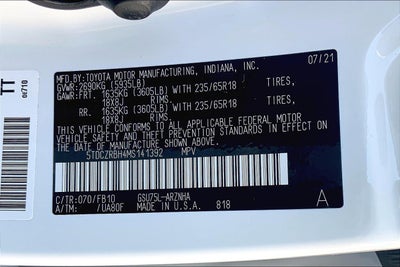 TT
0e718
MFD.BY:TOYOTA MOTOR MANUFACTURING, INDIANA, INC. 07/21
GVWR: 2690KG (5935LB)
GAWR: FRT. 1635KG (3605LB) WITH 235/65R18 TIRES,
18X8J RIMS,
RR. 1635KG (3605LB) WITH 235/65R18 TIRES,
18X8J RIMS.
THIS VEHICLE CONFORMS TO ALL APPLICABLE FEDERAL MOTOR
VEHICLE SAFETY AND THEFT PREVENTION STANDARDS IN EFFECT ON
THE DATE OF MANUFACTURE SHOWN ABOVE.
5TDCZRBH4MS141392 MPV
C/TR:070/FB10 GSU75L-ARZNHA
A/TM: /UA80F MADE IN U.S.A. 818 A